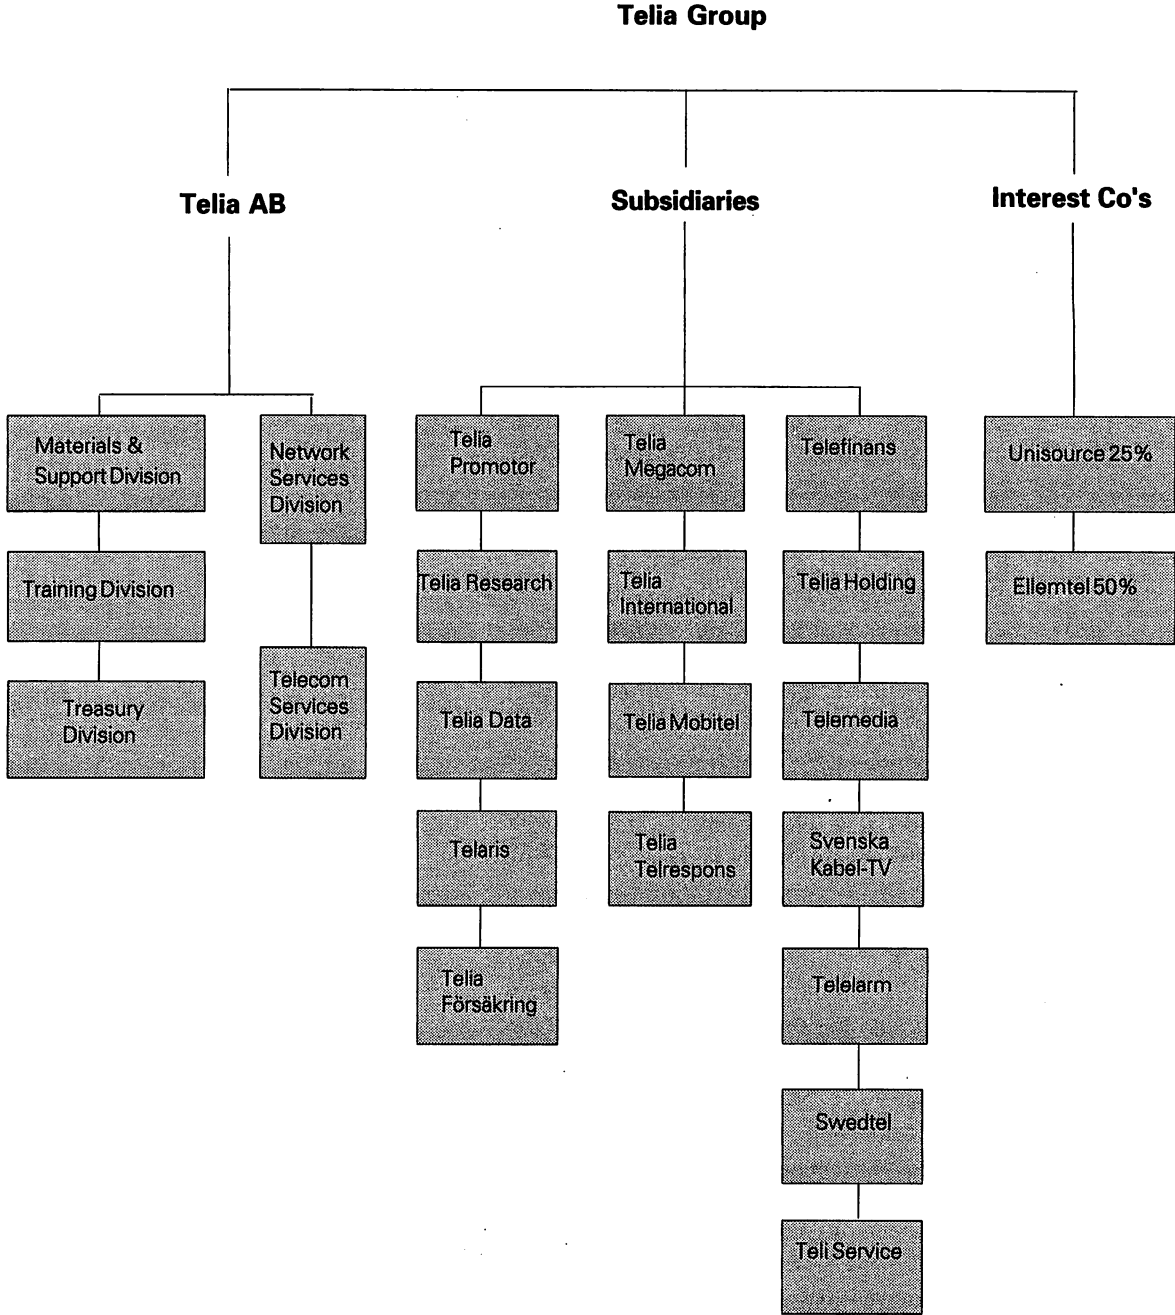 Telia Group
Telia AB
Subsidiaries
Interest Co's
Materials &
Support Division
Training Division
Treasury
Division
Network
Services
Division
Telecom
Services
Division
Telia
Promotor
Telia Research
Telia Data
Telaris
Telia
Försäkring
Telia
Megacom
Telia
International
Telia Mobitel
Telia
Telrespons
Telefinans
Telia Holding
Telemedia
Svenska
Kabel-TV
Telelarm
Swedtel
Teli Service
Unisource 25%
Ellemtel 50%